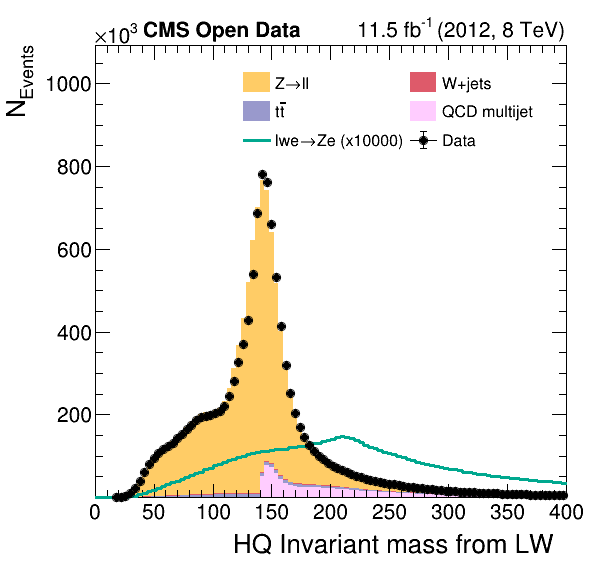 ×10³ CMS Open Data 11.5 fb⁻¹ (2012, 8 TeV)
N_Events
1000
800
600
400
200
Z→ll
W+jets
tt̄
QCD multijet
lwe→Ze (x10000)
Data
0 50 100 150 200 250 300 350 400
HQ Invariant mass from LW